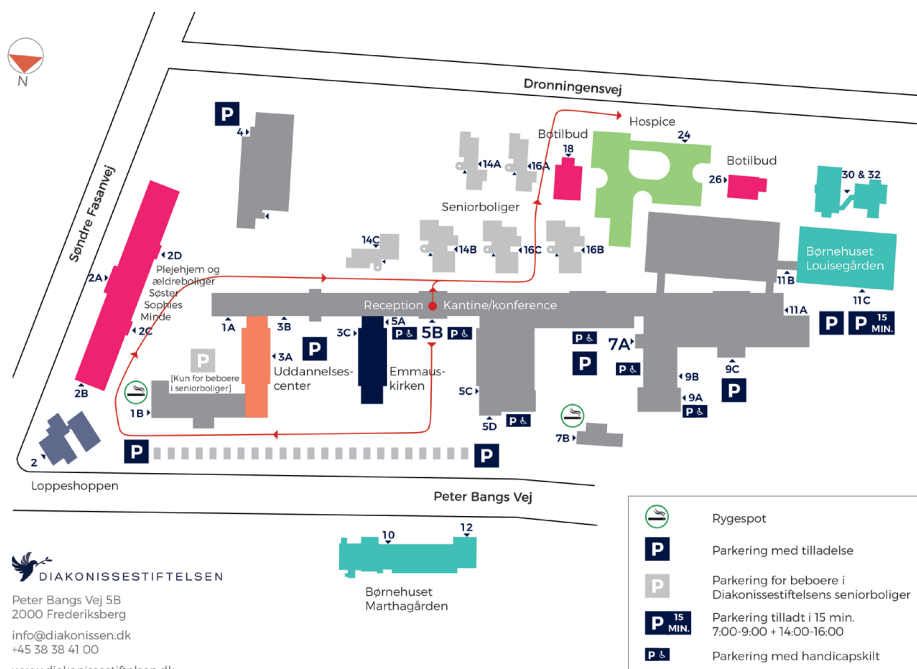 N
Dronningensvej
Søndre Fasanvej
P
4
Hospice
24
Botilbud
18
14A
16A
Botilbud
26
30 & 32
Seniorboliger
14C
14B
16C
16B
Børnehuset
Louisegården
11B
11C
2D
2A
Plejehjem og
ældreboliger
Søster
Sophies
Minde
2C
2B
Reception
Kantine/konference
11A
P
P 15 MIN.
1A
3B
3C
5A
5B
P
P
7A
P
P
[Kun for beboere
i seniorboliger]
P
3A
Uddannelses-
center
Emmaus-
kirken
P
P
9C
P
9B
9A
P
1B
5C
5D
P
7B
2
Loppeshoppen
P
P
Peter Bangs Vej
10
12
Børnehuset
Marthagården
DIAKONISSESTIFTELSEN
Peter Bangs Vej 5B
2000 Frederiksberg
info@diakonissen.dk
+45 38 38 41 00
www.diakonissestiftelsen.dk
Rygespot
P
Parkering med tilladelse
P
Parkering for beboere i
Diakonissestiftelsens seniorboliger
P 15 MIN.
Parkering tilladt i 15 min.
7:00-9:00 + 14:00-16:00
P
Parkering med handicapskilt